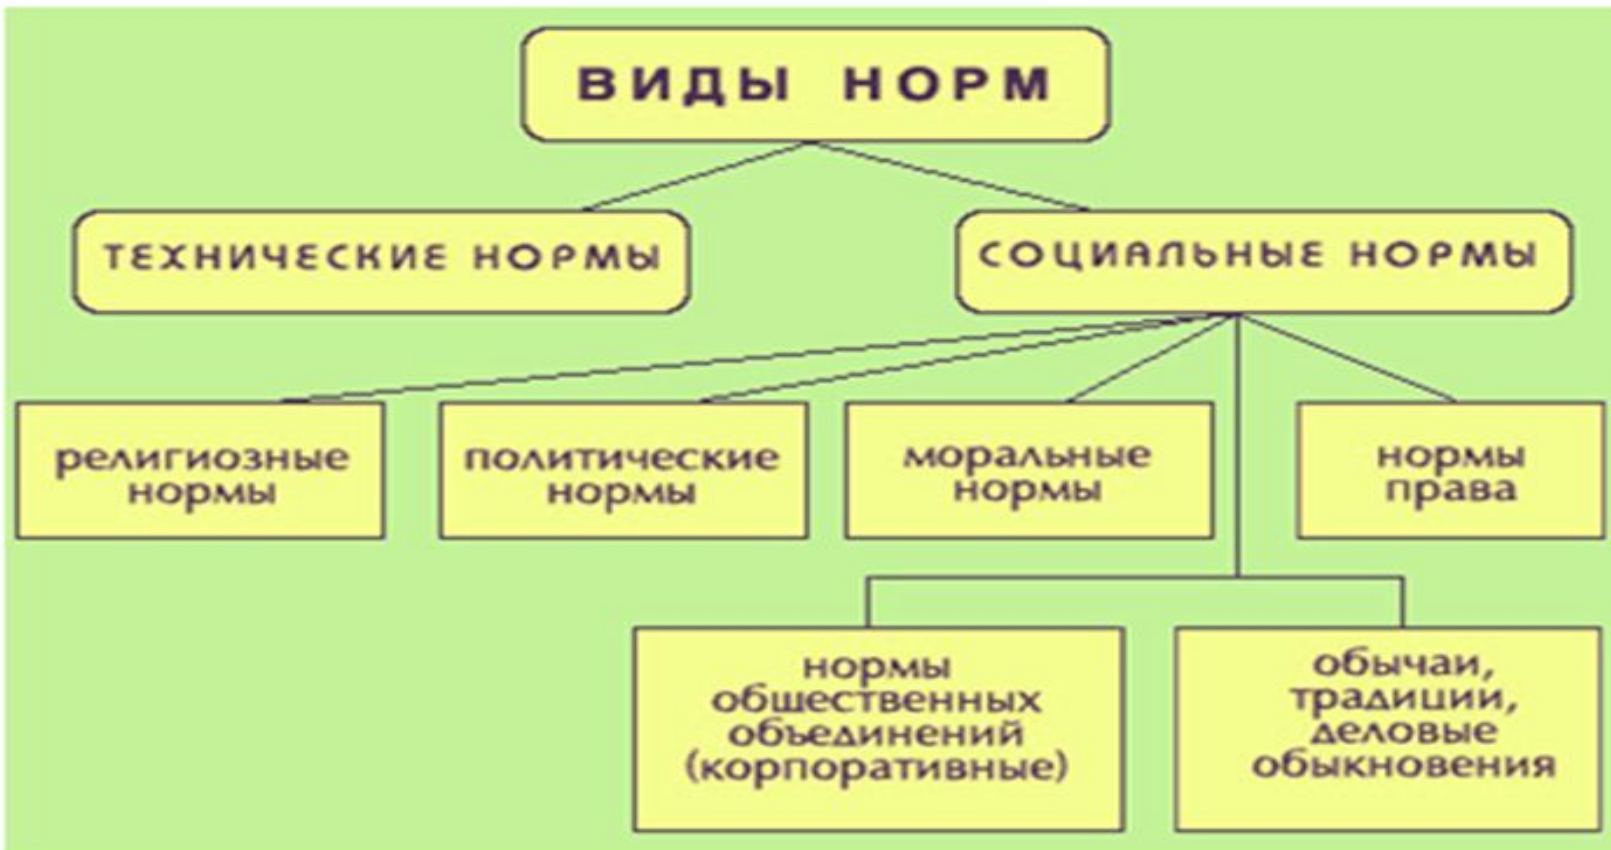 ВИДЫ НОРМ
ТЕХНИЧЕСКИЕ НОРМЫ
СОЦИАЛЬНЫЕ НОРМЫ
религиозные
нормы
политические
нормы
моральные
нормы
нормы
права
нормы
общественных
объединений
(корпоративные)
обычаи,
традиции,
деловые
обыкновения